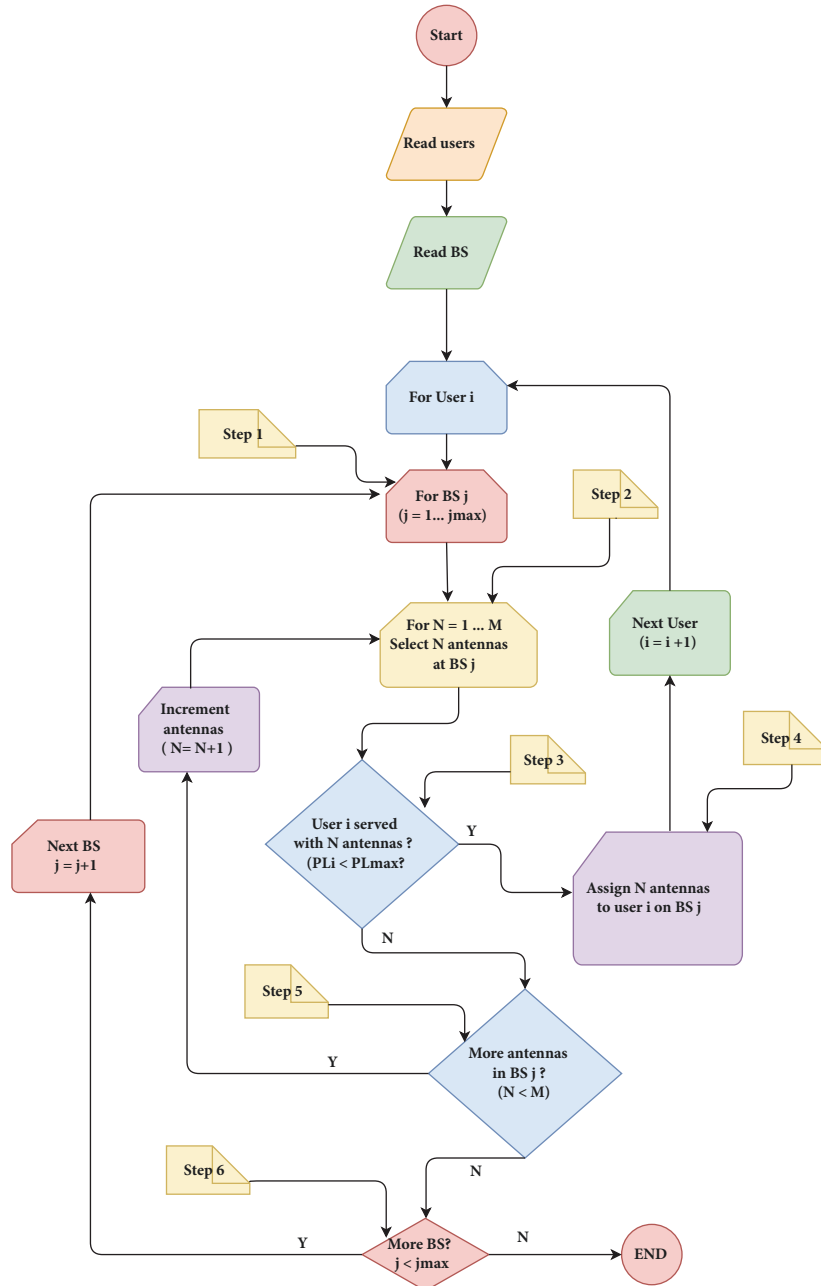 Start
Read users
Read BS
For User i
Step 1
For BS j
(j = 1... jmax)
Step 2
For N = 1 ... M
Select N antennas
at BS j
Next User
(i = i +1)
Increment
antennas
( N= N+1 )
Step 3
Step 4
User i served
with N antennas ?
(PLi < PLmax?
Y
Next BS
j = j+1
Assign N antennas
to user i on BS j
N
Step 5
More antennas
in BS j ?
(N < M)
Y
N
Step 6
More BS?
j < jmax
Y
N
END